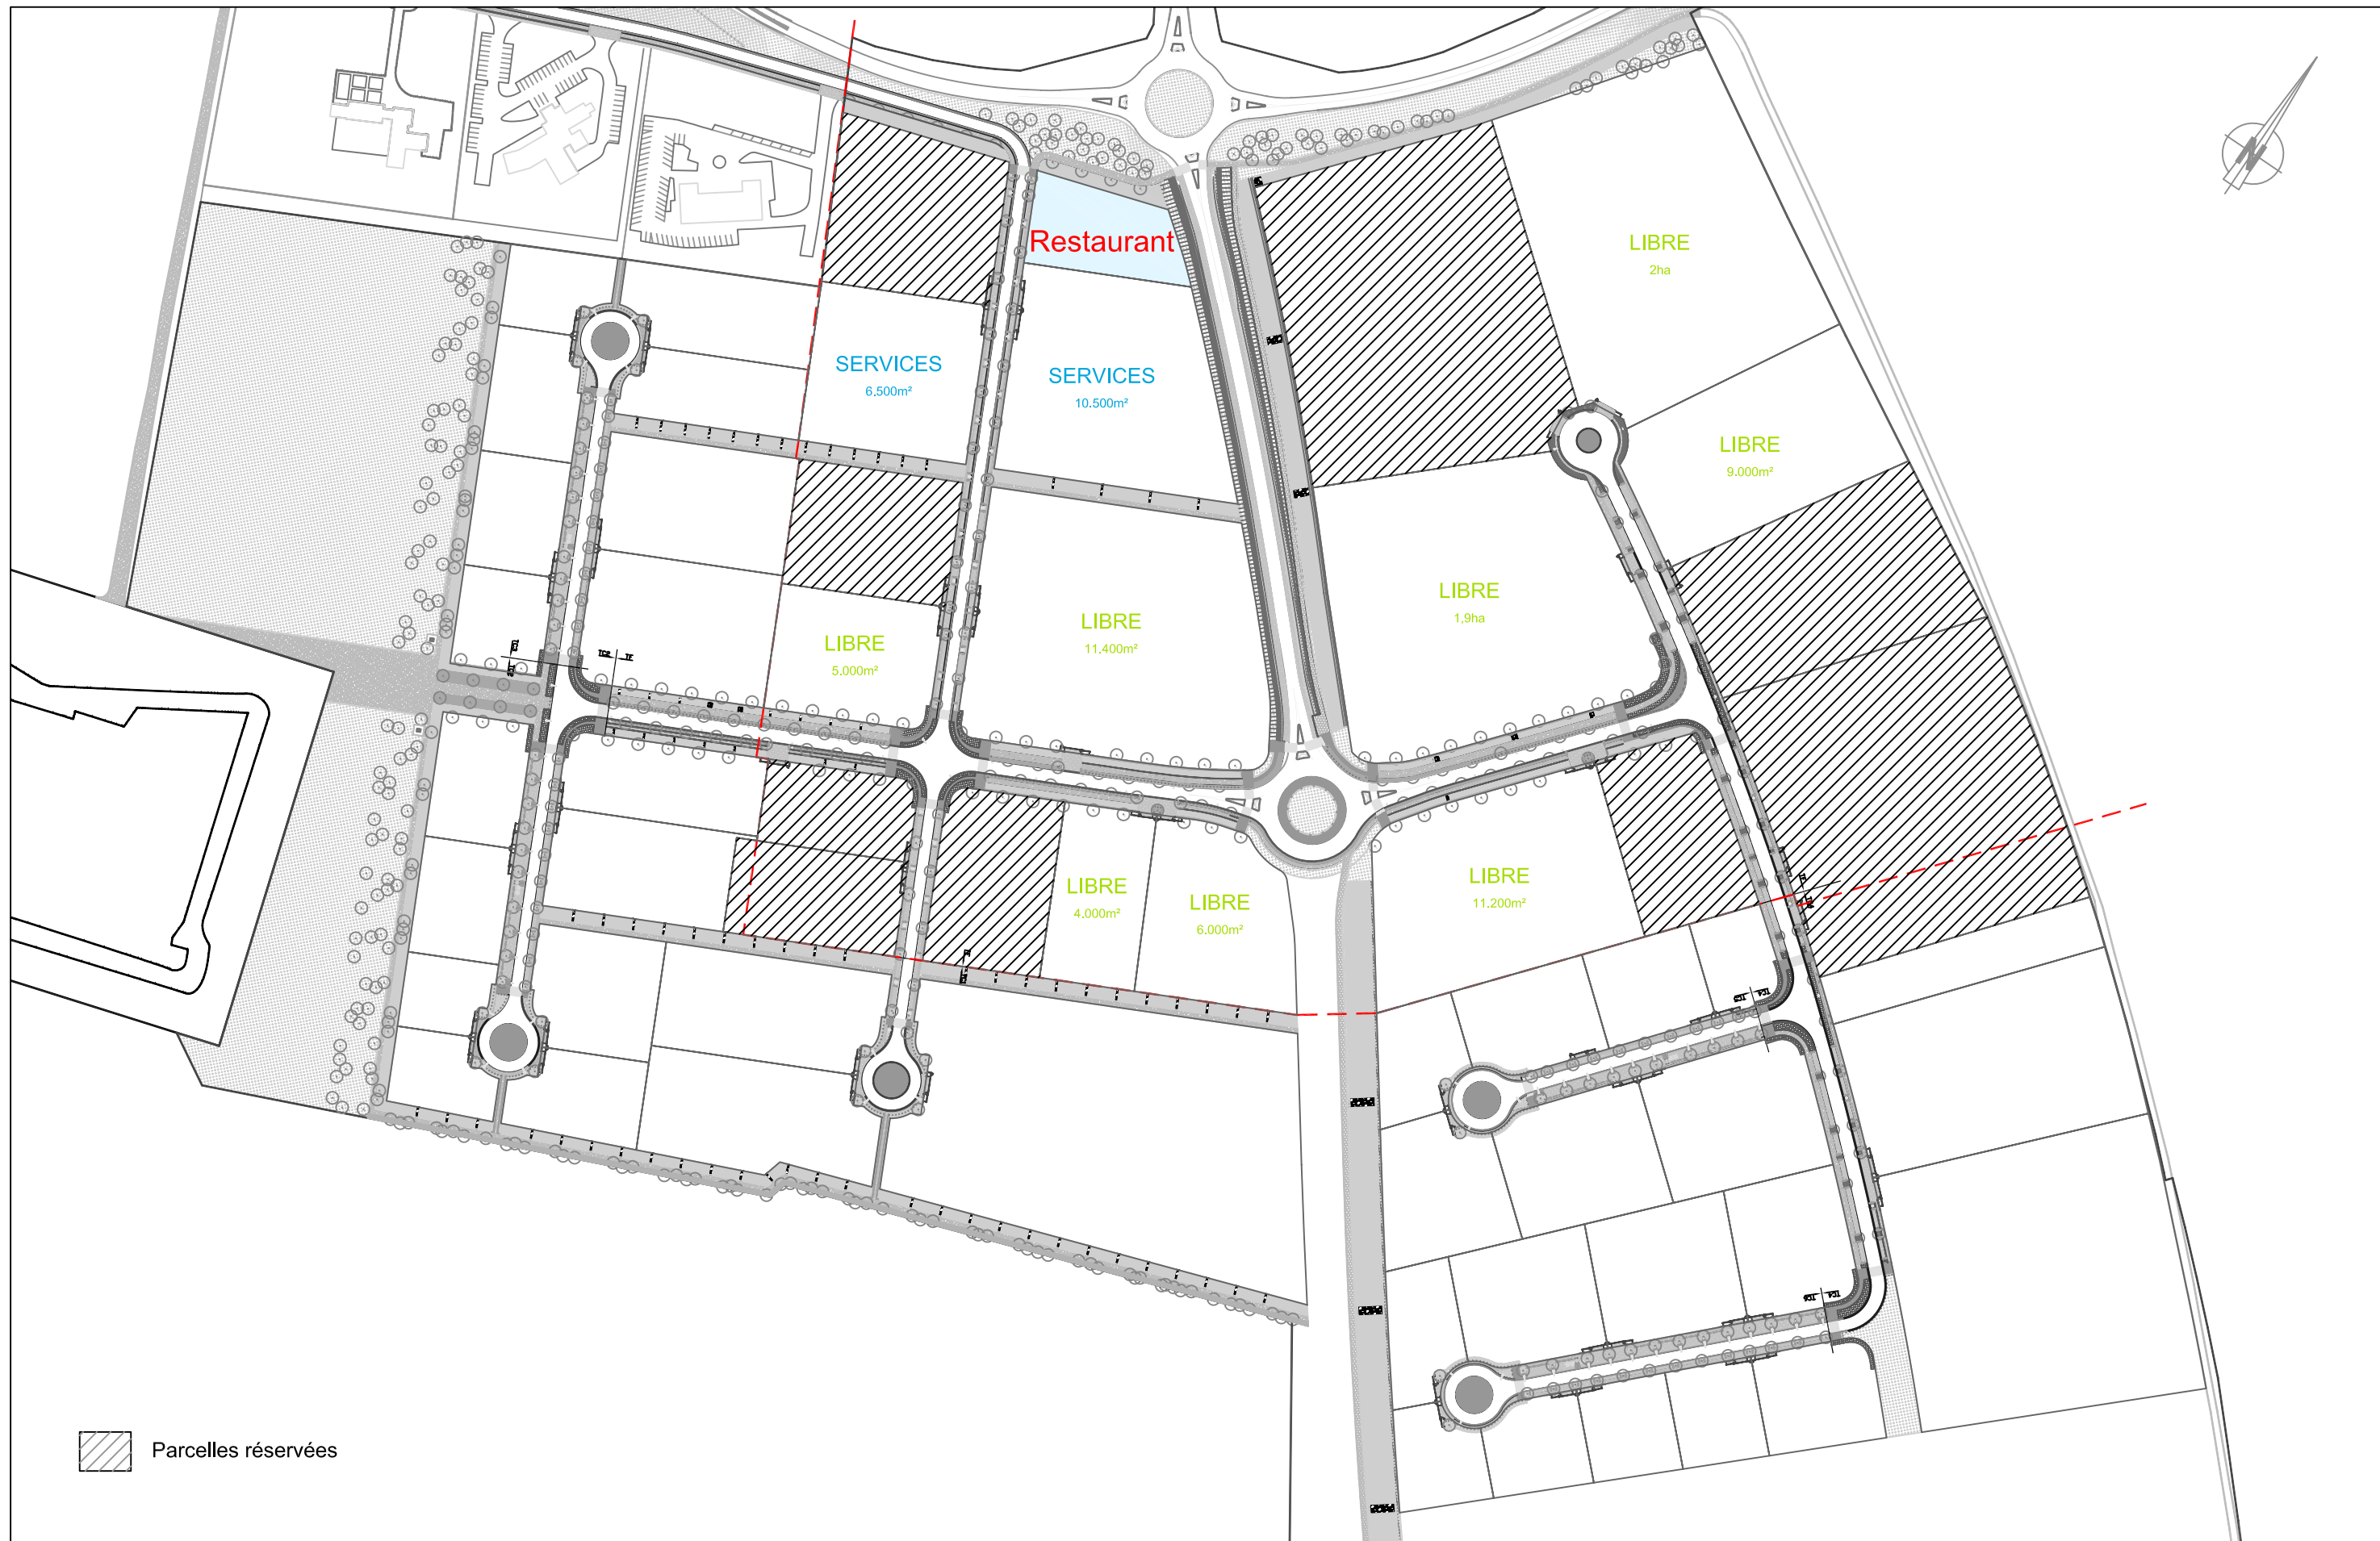 N
Restaurant
LIBRE
2ha
SERVICES
6.500m²
SERVICES
10.500m²
LIBRE
9.000m²
LIBRE
1,9ha
LIBRE
11.400m²
LIBRE
5.000m²
LIBRE
11.200m²
LIBRE
4.000m²
LIBRE
6.000m²
Parcelles réservées